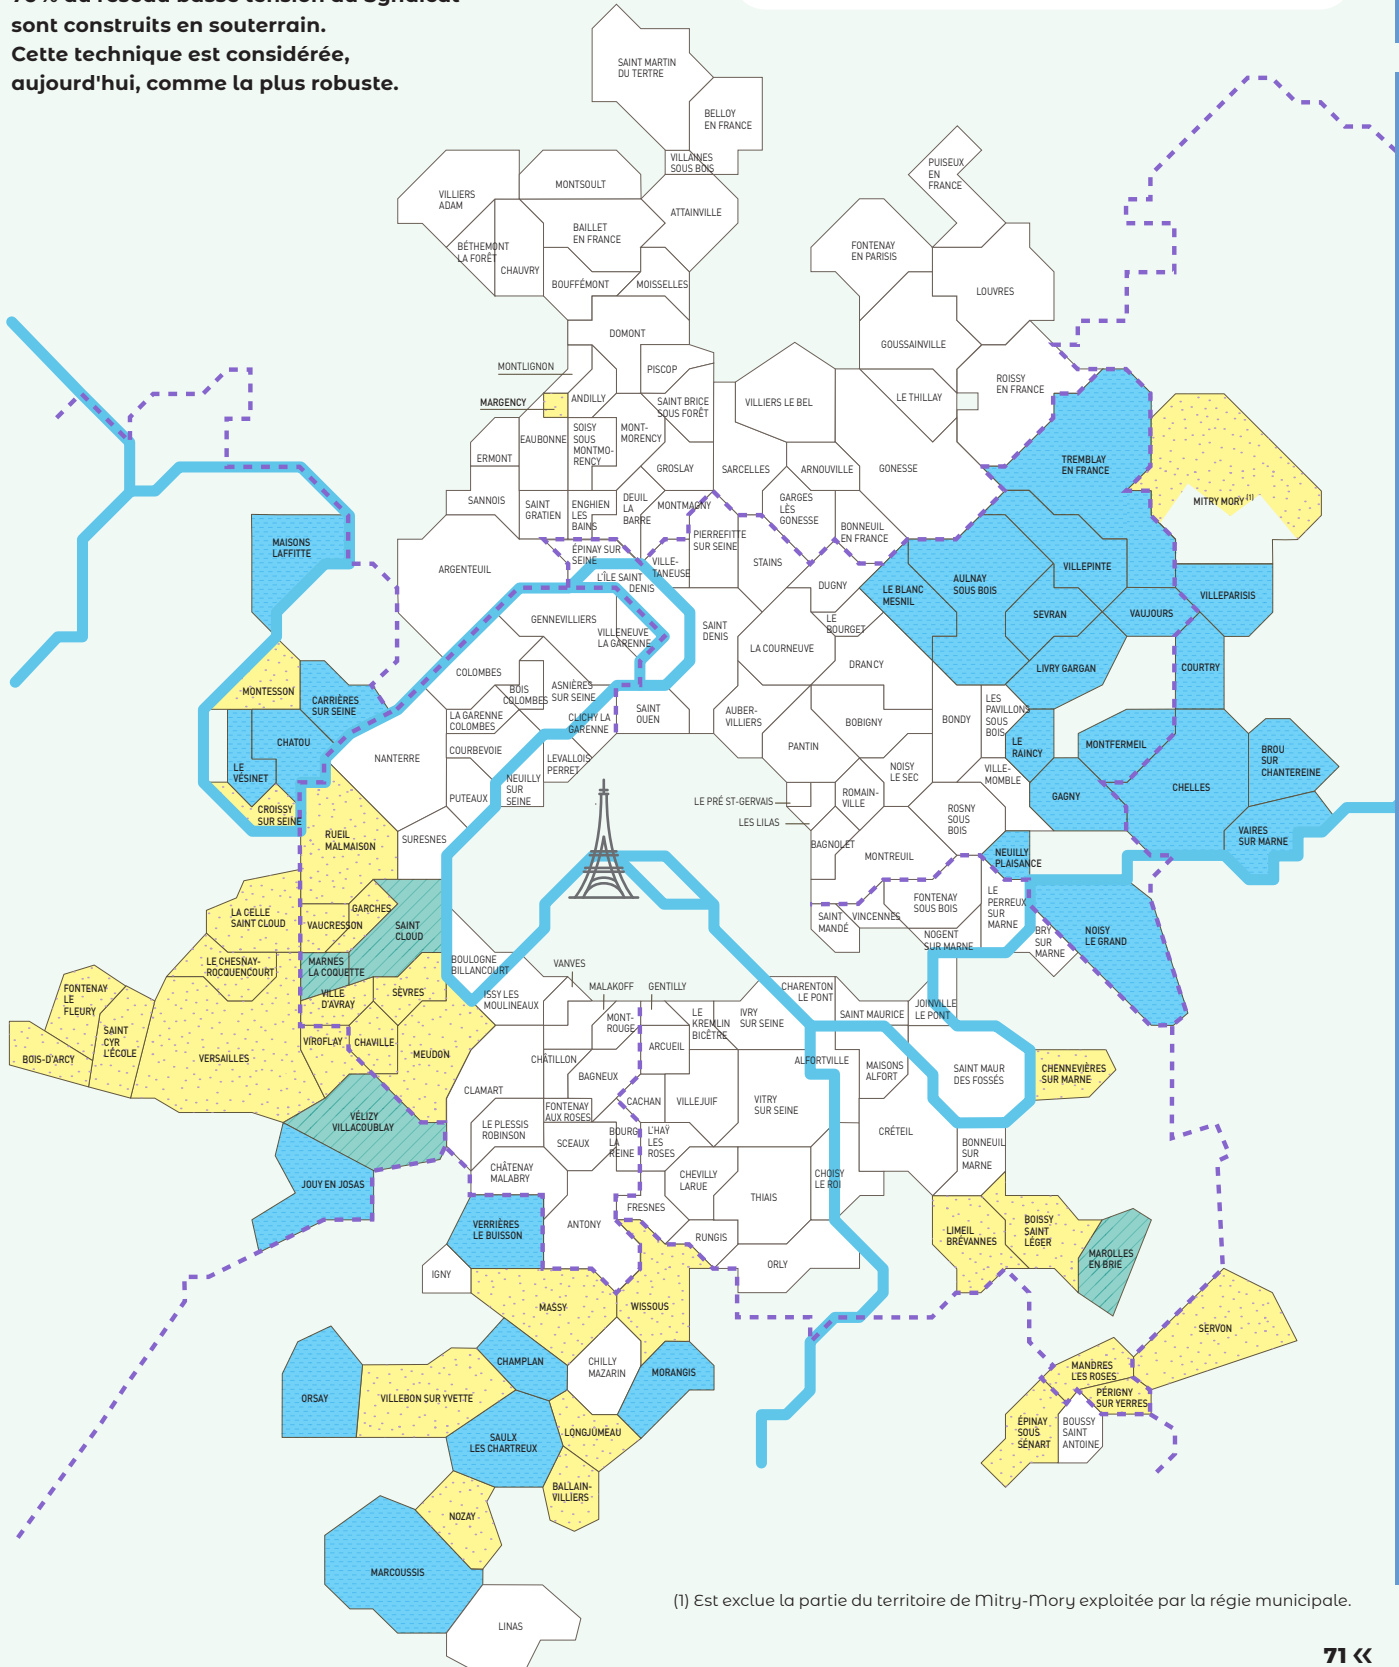 sont construits en souterrain.
Cette technique est considérée,
aujourd'hui, comme la plus robuste.
SAINT MARTIN
DU TERTRE
BELLOY
EN FRANCE
VILLAINES
SOUS BOIS
MONTSOULT
VILLIERS
ADAM
ATTAINVILLE
BAILLET
EN FRANCE
BÉTHEMONT
LA FORÊT
CHAUVRY
BOUFFÉMONT
MOISSELLES
PUISEUX
EN
FRANCE
FONTENAY
EN PARISIS
LOUVRES
DOMONT
GOUSSAINVILLE
MONTLIGNON
PISCOP
ROISSY
EN FRANCE
MARGENCY
ANDILLY
SAINT BRICE
SOUS FORÊT
VILLIERS LE BEL
LE THILLAY
EAUBONNE
SOISY
SOUS
MONTMO-
RENCY
MONT-
MORENCY
ERMONT
GROSLAY
SARCELLES
ARNOUVILLE
GONESSE
TREMBLAY
EN FRANCE
MITRY MORY (1)
SANNOIS
SAINT
GRATIEN
ENGHIEN
LES
BAINS
DEUIL
LA
BARRE
MONTMAGNY
GARGES
LÈS
GONESSE
PIERREFITTE
SUR SEINE
BONNEUIL
EN FRANCE
MAISONS
LAFFITTE
ARGENTEUIL
ÉPINAY SUR
SEINE
VILLE-
TANEUSE
STAINS
L'ÎLE SAINT
DENIS
DUGNY
LE BLANC
MESNIL
AULNAY
SOUS BOIS
VILLEPINTE
VILLEPARISIS
GENNEVILLIERS
VILLENEUVE
LA GARENNE
SAINT
DENIS
LE
BOURGET
SEVRAN
VAUJOURS
LA COURNEUVE
DRANCY
LIVRY GARGAN
COURTRY
MONTESSON
CARRIÈRES
SUR SEINE
COLOMBES
BOIS
COLOMBES
ASNIÈRES
SUR SEINE
LA GARENNE
COLOMBES
CLICHY LA
GARENNE
SAINT
OUEN
AUBER-
VILLIERS
BOBIGNY
BONDY
LES
PAVILLONS
SOUS
BOIS
CHATOU
NANTERRE
COURBEVOIE
LEVALLOIS
PERRET
PANTIN
LE
RAINCY
MONTFERMEIL
BROU
SUR
CHANTEREINE
LE
VÉSINET
PUTEAUX
NEUILLY
SUR
SEINE
NOISY
LE SEC
VILLE-
MOMBLE
GAGNY
CHELLES
CROISSY
SUR SEINE
LE PRÉ ST-GERVAIS
ROMAIN-
VILLE
ROSNY
SOUS
BOIS
LES LILAS
VAIRES
SUR MARNE
RUEIL
MALMAISON
SURESNES
BAGNOLET
MONTREUIL
NEUILLY
PLAISANCE
LA CELLE
SAINT CLOUD
GARCHES
VAUCRESSON
SAINT
CLOUD
SAINT
MANDÉ
VINCENNES
FONTENAY
SOUS BOIS
LE
PERREUX
SUR
MARNE
NOGENT
SUR MARNE
BRY
SUR
MARNE
NOISY
LE GRAND
LE CHESNAY-
ROCQUENCOURT
MARNES
LA COQUETTE
BOULOGNE
BILLANCOURT
VANVES
FONTENAY
LE
FLEURY
VILLE
D'AVRAY
SÈVRES
ISSY LES
MOULINEAUX
MALAKOFF
GENTILLY
CHARENTON
LE PONT
SAINT MAURICE
JOINVILLE
LE PONT
SAINT
CYR
L'ÉCOLE
MONT-
ROUGE
LE
KREMLIN
BICÊTRE
IVRY
SUR SEINE
BOIS-D'ARCY
VERSAILLES
VIROFLAY
CHAVILLE
MEUDON
CHÂTILLON
ARCUEIL
ALFORTVILLE
MAISONS
ALFORT
SAINT MAUR
DES FOSSÉS
CHENNEVIÈRES
SUR MARNE
BAGNEUX
CLAMART
FONTENAY
AUX ROSES
CACHAN
VILLEJUIF
VITRY
SUR SEINE
VÉLIZY
VILLACOUBLAY
LE PLESSIS
ROBINSON
SCEAUX
BOURG
LA
REINE
L'HAŸ
LES
ROSES
CRÉTEIL
BONNEUIL
SUR
MARNE
JOUY EN JOSAS
CHÂTENAY
MALABRY
CHEVILLY
LARUE
THIAIS
CHOISY
LE ROI
VERRIÈRES
LE BUISSON
ANTONY
FRESNES
RUNGIS
LIMEIL
BRÉVANNES
BOISSY
SAINT
LÉGER
MAROLLES
EN BRIE
IGNY
ORLY
MASSY
WISSOUS
SERVON
CHAMPLAN
CHILLY
MAZARIN
MORANGIS
MANDRES
LES ROSES
ORSAY
VILLEBON SUR YVETTE
PÉRIGNY
SUR YERRES
SAULX
LES CHARTREUX
LONGJUMEAU
ÉPINAY
SOUS
SÉNART
BOUSSY
SAINT
ANTOINE
BALLAIN-
VILLIERS
NOZAY
MARCOUSSIS
LINAS
(1) Est exclue la partie du territoire de Mitry-Mory exploitée par la régie municipale.
71 «